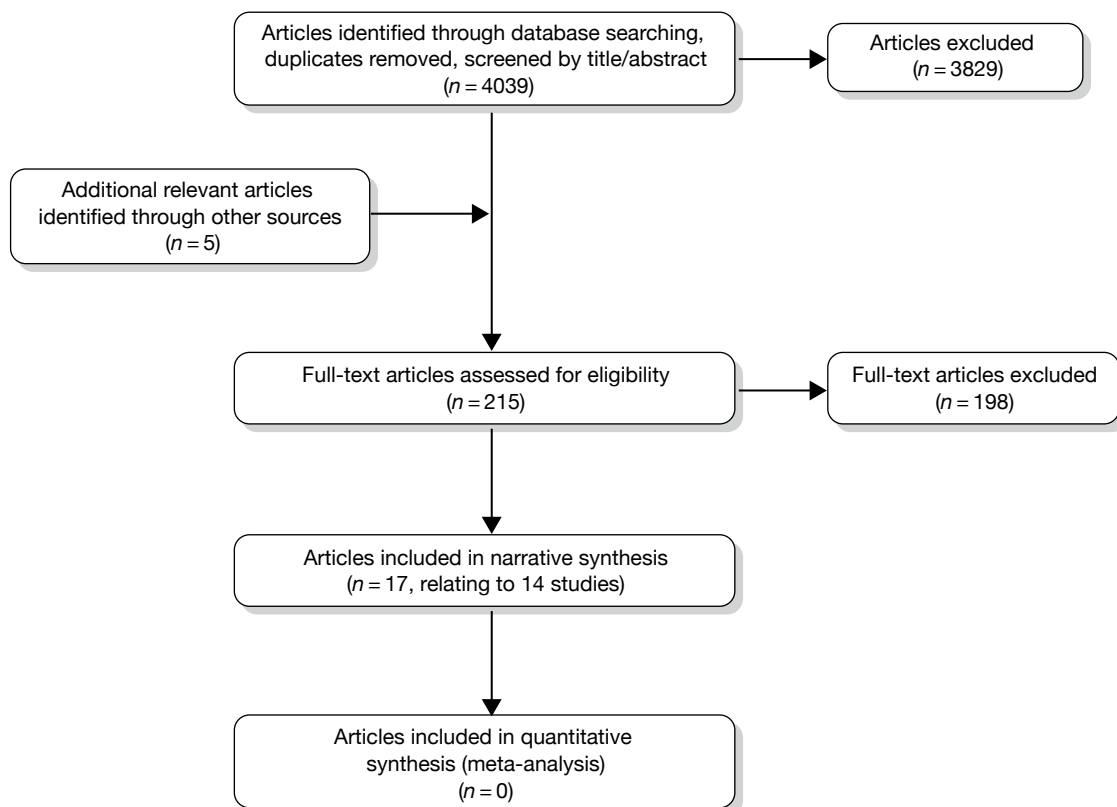 Articles identified through database searching,
duplicates removed, screened by title/abstract
(n = 4039)
Articles excluded
(n = 3829)
Additional relevant articles
identified through other sources
(n = 5)
Full-text articles assessed for eligibility
(n = 215)
Full-text articles excluded
(n = 198)
Articles included in narrative synthesis
(n = 17, relating to 14 studies)
Articles included in quantitative
synthesis (meta-analysis)
(n = 0)